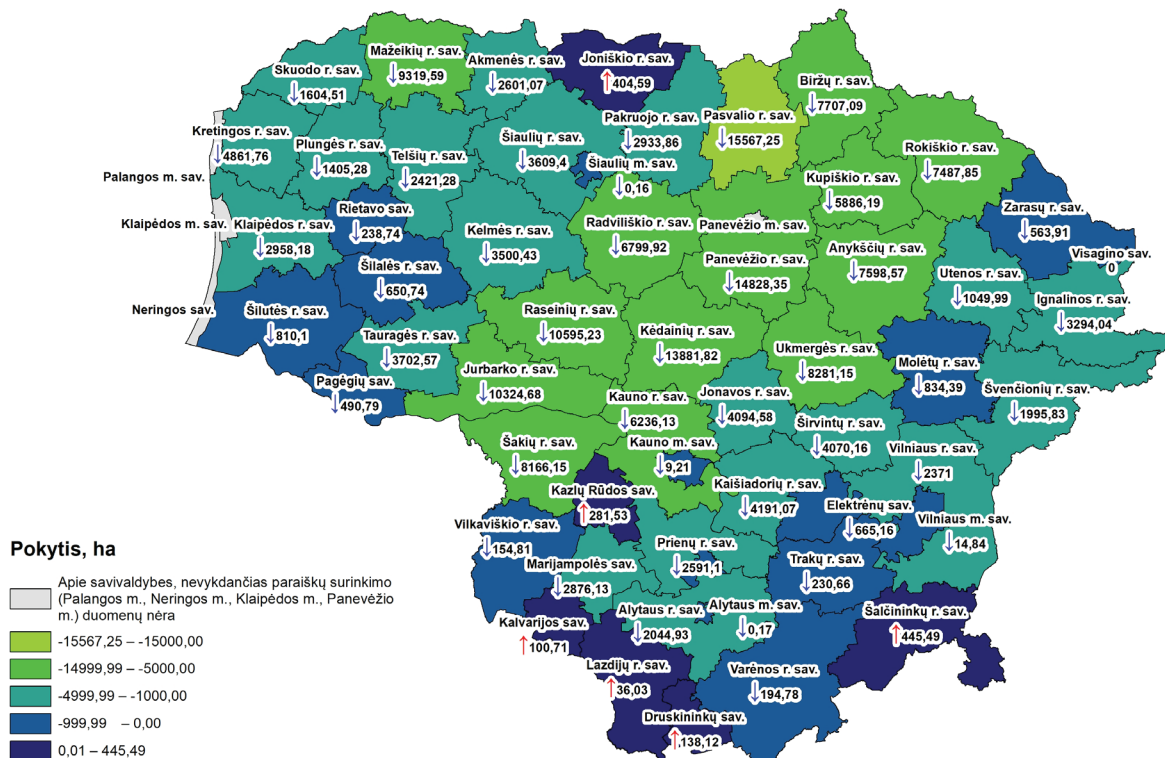 Mažeikių r. sav.
↓9319,59
Akmenės r. sav.
↓2601,07
Joniškio r. sav.
↑404,59
Skuodo r. sav.
↓1604,51
Biržų r. sav.
↓7707,09
Pasvalio r. sav.
↓15567,25
Pakruojo r. sav.
↓2933,86
Kretingos r. sav.
↓4861,76
Plungės r. sav.
↓1405,28
Telšių r. sav.
↓2421,28
Šiaulių r. sav.
↓3609,4
Šiaulių m. sav.
↓0,16
Rokiškio r. sav.
↓7487,85
Kupiškio r. sav.
↓5886,19
Palangos m. sav.
Rietavo sav.
↓238,74
Zarasų r. sav.
↓563,91
Klaipėdos m. sav.
Klaipėdos r. sav.
↓2958,18
Kelmės r. sav.
↓3500,43
Radviliškio r. sav.
↓6799,92
Panevėžio m. sav.
Panevėžio r. sav.
↓14828,35
Anykščių r. sav.
↓7598,57
Visagino sav.
0
Utenos r. sav.
↓1049,99
Šilalės r. sav.
↓650,74
Ignalinos r. sav.
↓3294,04
Neringos sav.
Šilutės r. sav.
↓810,1
Raseinių r. sav.
↓10595,23
Kėdainių r. sav.
↓13881,82
Tauragės r. sav.
↓3702,57
Ukmergės r. sav.
↓8281,15
Molėtų r. sav.
↓834,39
Jurbarko r. sav.
↓10324,68
Pagėgių sav.
↓490,79
Švenčionių r. sav.
↓1995,83
Jonavos r. sav.
↓4094,58
Kauno r. sav.
↓6236,13
Širvintų r. sav.
↓4070,16
Šakių r. sav.
↓8166,15
Kauno m. sav.
↓9,21
Vilniaus r. sav.
↓2371
Kaišiadorių r. sav.
↓4191,07
Kazlų Rūdos sav.
↑281,53
Elektrėnų sav.
↓665,16
Vilniaus m. sav.
↓14,84
Vilkaviškio r. sav.
↓154,81
Prienų r. sav.
↓2591,1
Trakų r. sav.
↓230,66
Marijampolės sav.
↓2876,13
Alytaus r. sav.
↓2044,93
Alytaus m. sav.
↓0,17
Šalčininkų r. sav.
↑445,49
Kalvarijos sav.
↑100,71
Lazdijų r. sav.
↑36,03
Varėnos r. sav.
↓194,78
Druskininkų sav.
↑138,12
Pokytis, ha
Apie savivaldybes, nevykdančias paraiškų surinkimo
(Palangos m., Neringos m., Klaipėdos m., Panevėžio
m.) duomenų nėra
-15567,25 – -15000,00
-14999,99 – -5000,00
-4999,99 – -1000,00
-999,99 – 0,00
0,01 – 445,49